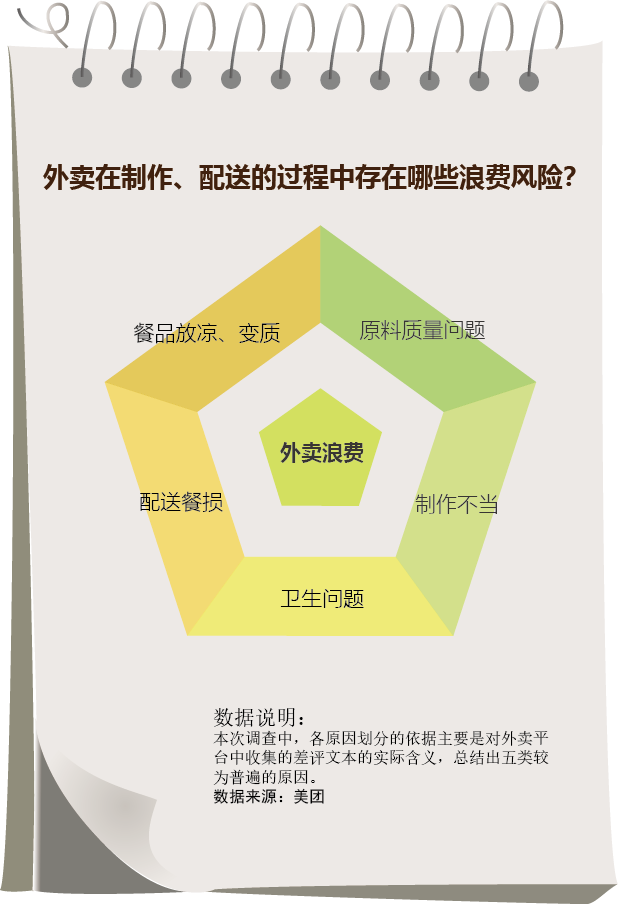 外卖在制作、配送的过程中存在哪些浪费风险？
餐品放凉、变质
原料质量问题
外卖浪费
配送餐损
制作不当
卫生问题
数据说明：
本次调查中，各原因划分的依据主要是对外卖平
台中收集的差评文本的实际含义，总结出五类较
为普遍的原因。
数据来源：美团